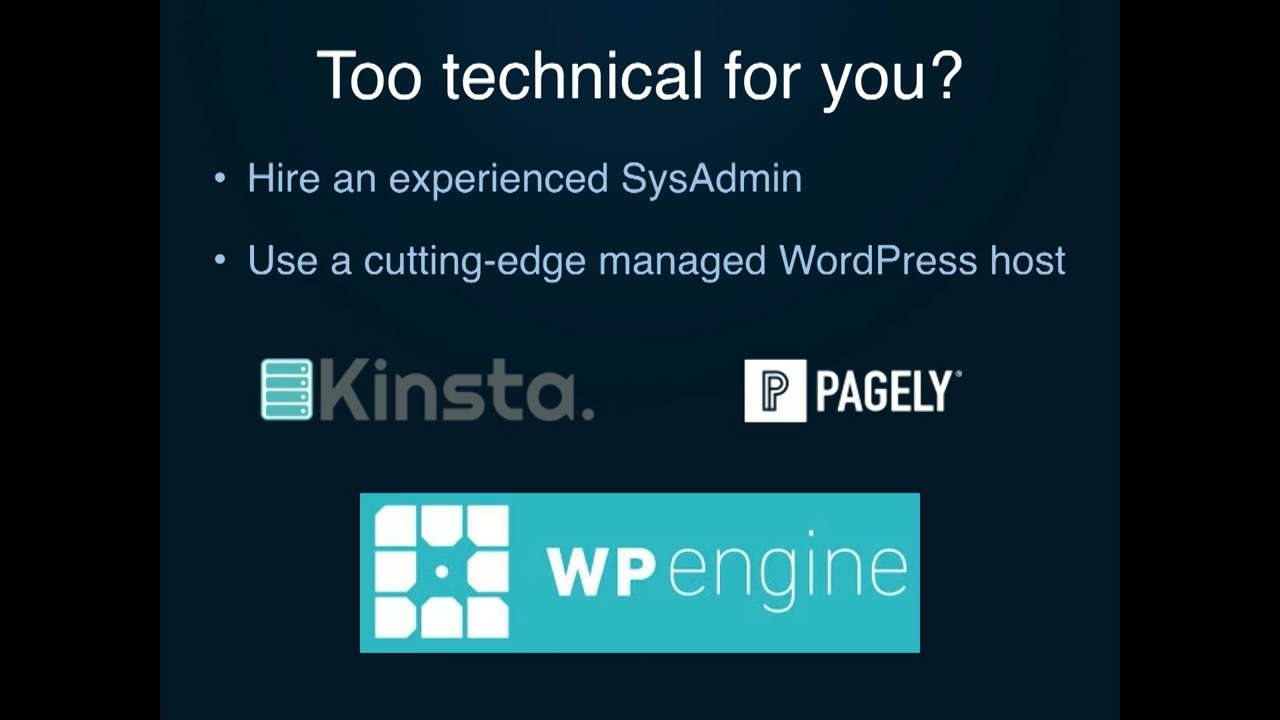 Too technical for you?
• Hire an experienced SysAdmin
• Use a cutting-edge managed WordPress host
Kinsta.
P PAGELY®
WP engine